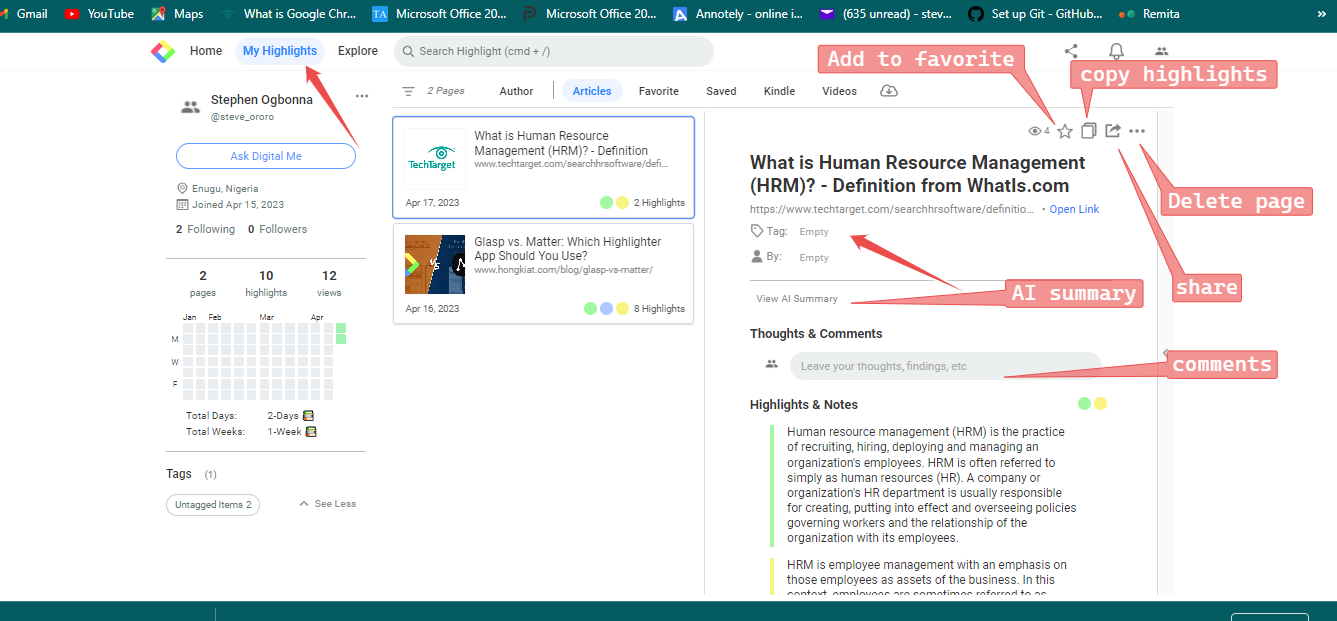 Gmail
YouTube
Maps
What is Google Chr...
Microsoft Office 20...
Microsoft Office 20...
Annotely - online i...
(635 unread) - stev...
Set up Git - GitHub...
Remita
»
Home
My Highlights
Explore
Search Highlight (cmd + /)
Add to favorite
copy highlights
Stephen Ogbonna
@steve_ororo
Ask Digital Me
Enugu, Nigeria
Joined Apr 15, 2023
2 Following 0 Followers
2 10 12
pages highlights views
Jan Feb Mar Apr
M
W
F
Total Days: 2-Days
Total Weeks: 1-Week
Tags (1)
Untagged Items 2
See Less
2 Pages
Author
Articles
Favorite
Saved
Kindle
Videos
What is Human Resource
Management (HRM)? - Definition
www.techtarget.com/searchhrsoftware/defi...
TechTarget
Apr 17, 2023
2 Highlights
Glasp vs. Matter: Which Highlighter
App Should You Use?
www.hongkiat.com/blog/glasp-vs-matter/
VS
Apr 16, 2023
8 Highlights
4
What is Human Resource Management
(HRM)? - Definition from WhatIs.com
https://www.techtarget.com/searchhrsoftware/definitio... • Open Link
Tag: Empty
By: Empty
Delete page
share
View AI Summary
AI summary
Thoughts & Comments
Leave your thoughts, findings, etc
comments
Highlights & Notes
Human resource management (HRM) is the practice
of recruiting, hiring, deploying and managing an
organization's employees. HRM is often referred to
simply as human resources (HR). A company or
organization's HR department is usually responsible
for creating, putting into effect and overseeing policies
governing workers and the relationship of the
organization with its employees.
HRM is employee management with an emphasis on
those employees as assets of the business. In this
context, employees are sometimes referred to as